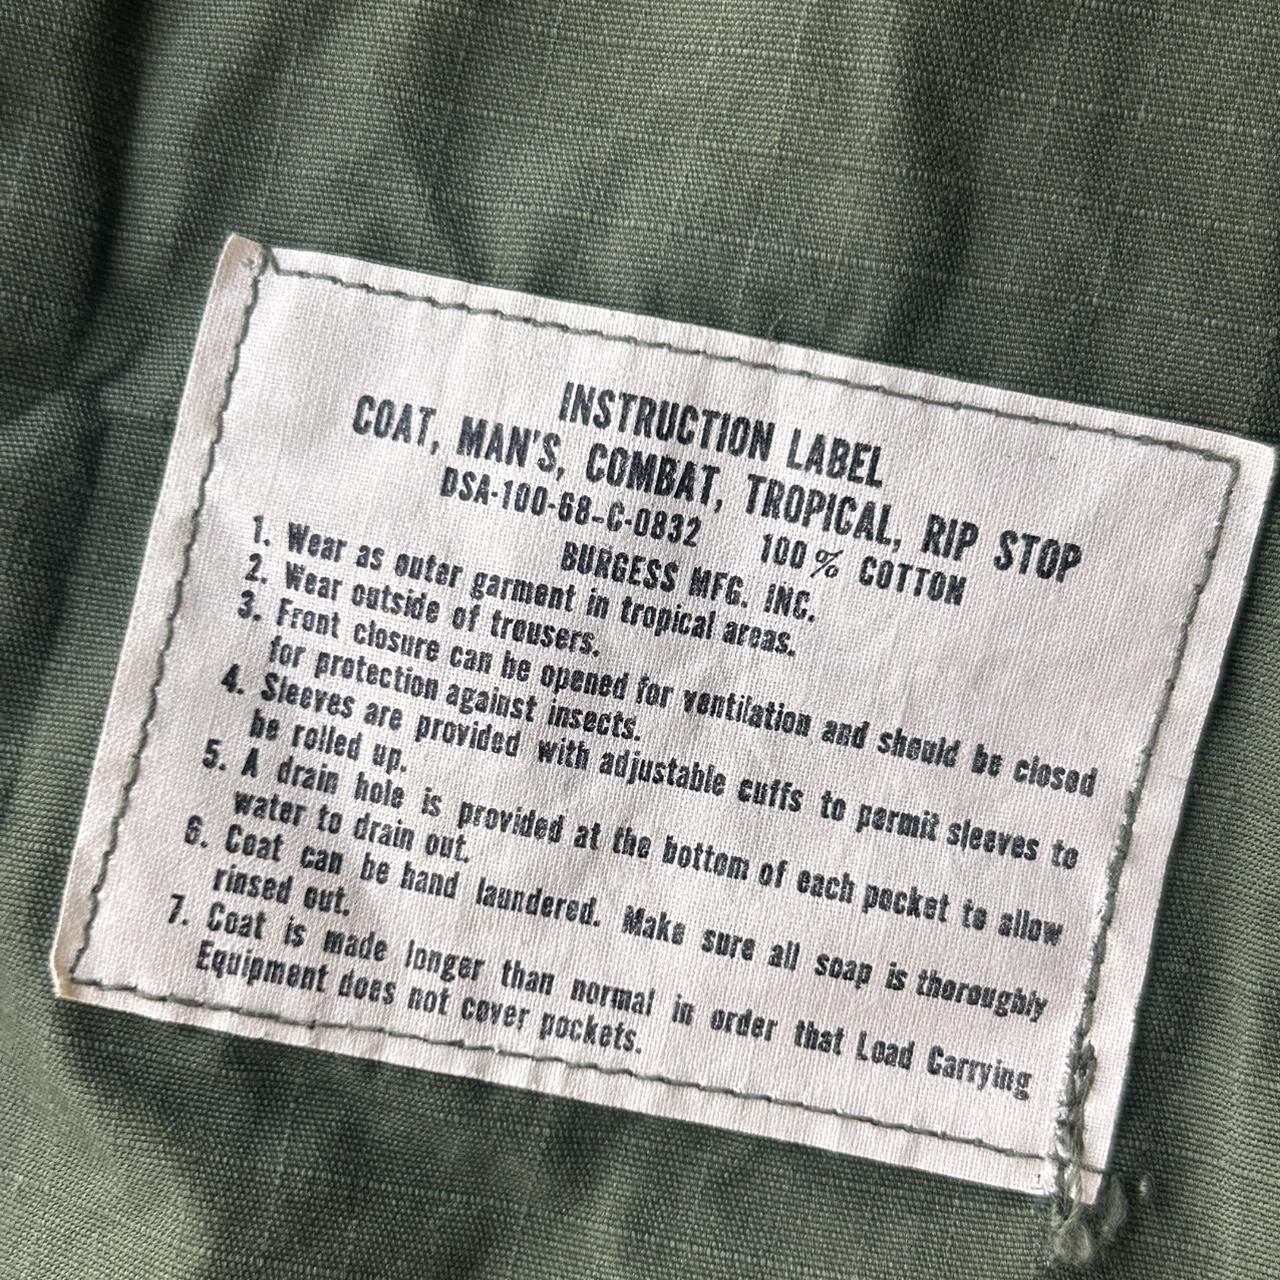 INSTRUCTION LABEL
COAT, MAN'S, COMBAT, TROPICAL, RIP STOP
DSA-100-68-C-0832 100% COTTON
BURGESS MFG. INC.
1. Wear as outer garment in tropical areas.
2. Wear outside of trousers.
3. Front closure can be opened for ventilation and should be closed
for protection against insects.
4. Sleeves are provided with adjustable cuffs to permit sleeves to
be rolled up.
5. A drain hole is provided at the bottom of each pocket to allow
water to drain out.
6. Coat can be hand laundered. Make sure all soap is thoroughly
rinsed out.
7. Coat is made longer than normal in order that Load Carrying
Equipment does not cover pockets.